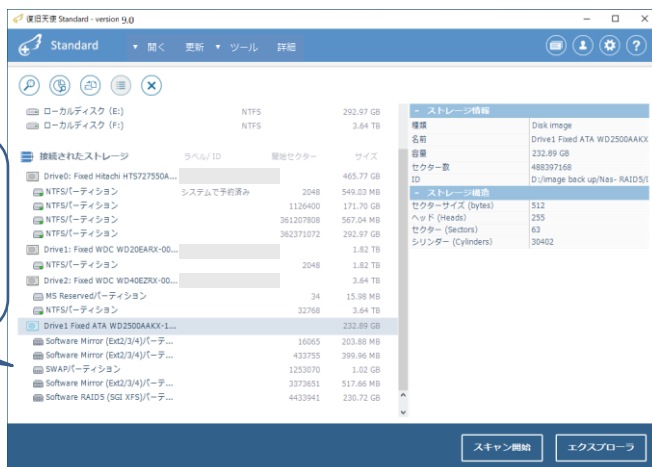 復旧天使 Standard - version 9.0
Standard ▼ 開く 更新 ▼ ツール 詳細
ローカルディスク (E:) NTFS 292.97 GB
ローカルディスク (F:) NTFS 3.64 TB
接続されたストレージ ラベル/ ID 開始セクター サイズ
Drive0: Fixed Hitachi HTS727550A... 465.77 GB
NTFSパーティション システムで予約済み 2048 549.03 MB
NTFSパーティション 1126400 171.70 GB
NTFSパーティション 361207808 567.04 MB
NTFSパーティション 362371072 292.97 GB
Drive1: Fixed WDC WD20EARX-00... 1.82 TB
NTFSパーティション 2048 1.82 TB
Drive2: Fixed WDC WD40EZRX-00... 3.64 TB
MS Reservedパーティション 34 15.98 MB
NTFSパーティション 32768 3.64 TB
Drive1 Fixed ATA WD2500AAKX-1... 232.89 GB
Software Mirror (Ext2/3/4)パーテ... 16065 203.88 MB
Software Mirror (Ext2/3/4)パーテ... 433755 399.96 MB
SWAPパーティション 1253070 1.02 GB
Software Mirror (Ext2/3/4)パーテ... 3373651 517.66 MB
Software RAID5 (SGI XFS)パーテ... 4433941 230.72 GB
- ストレージ情報
種類 Disk image
名前 Drive1 Fixed ATA WD2500AAKX
容量 232.89 GB
セクター数 488397168
ID D:/image back up/Nas- RAID5/
- ストレージ構造
セクターサイズ (bytes) 512
ヘッド (Heads) 255
セクター (Sectors) 63
シリンダー (Cylinders) 30402
スキャン開始 エクスプローラ